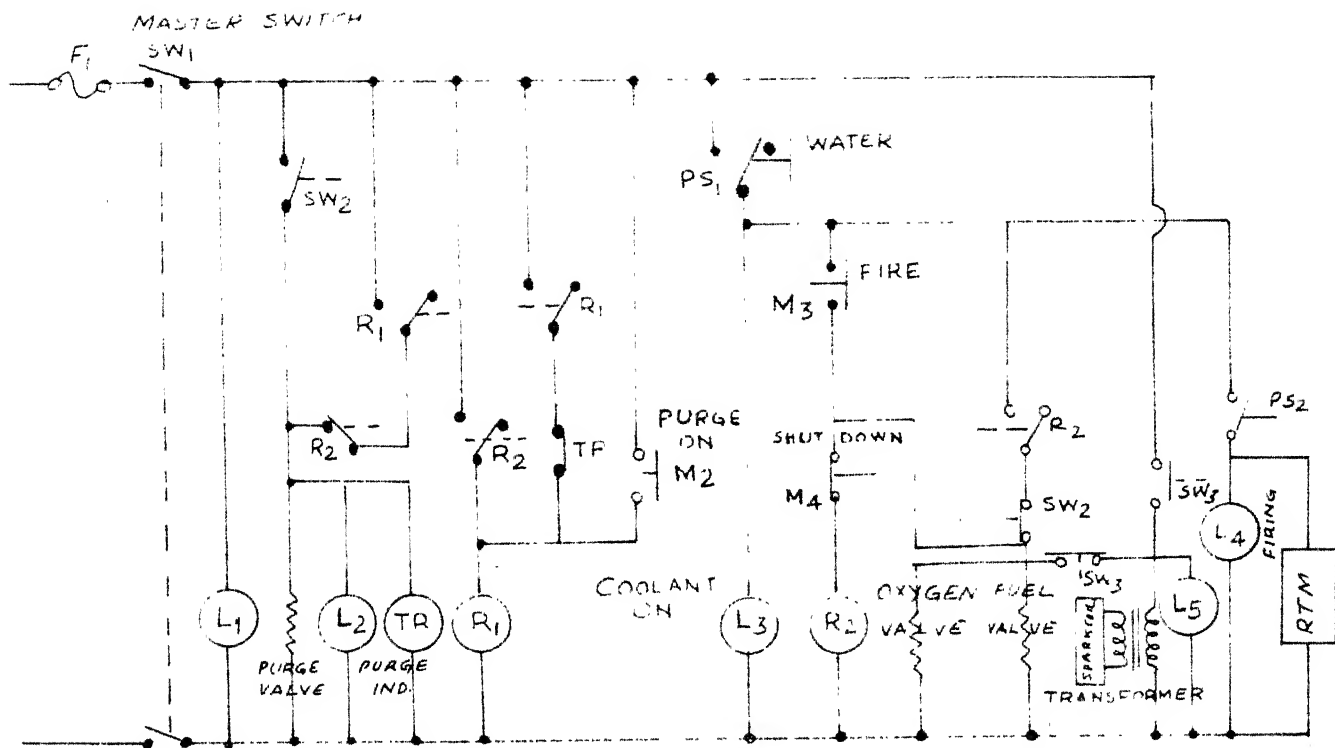 MASTER SWITCH
SW1
F1
WATER
PS1
SW2
FIRE
M3
R1
R1
PS2
PURGE
ON
M2
R2
R2
TR
SHUT DOWN
R2
M4
SW2
SW3
L4
FIRING
COOLANT
ON
SW3
OXYGEN FUEL
VALVE VALVE
L1
L2
TR
R1
L3
R2
L5
RTM
SPARKTOR
PURGE
VALVE
PURGE
IND.
TRANSFORMER